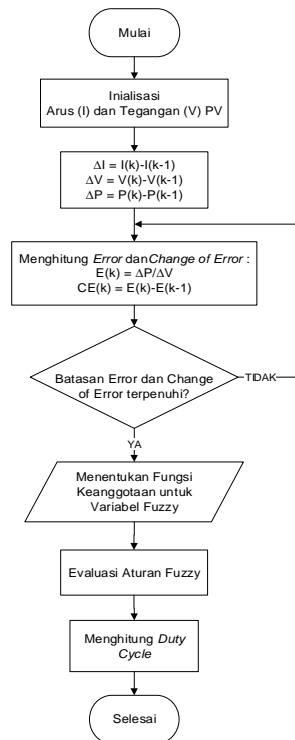 Mulai
Inialisasi
Arus (I) dan Tegangan (V) PV
ΔI = I(k)-I(k-1)
ΔV = V(k)-V(k-1)
ΔP = P(k)-P(k-1)
Menghitung Error danChange of Error :
E(k) = ΔP/ΔV
CE(k) = E(k)-E(k-1)
Batasan Error dan Change
of Error terpenuhi?
TIDAK
YA
Menentukan Fungsi
Keanggotaan untuk
Variabel Fuzzy
Evaluasi Aturan Fuzzy
Menghitung Duty
Cycle
Selesai